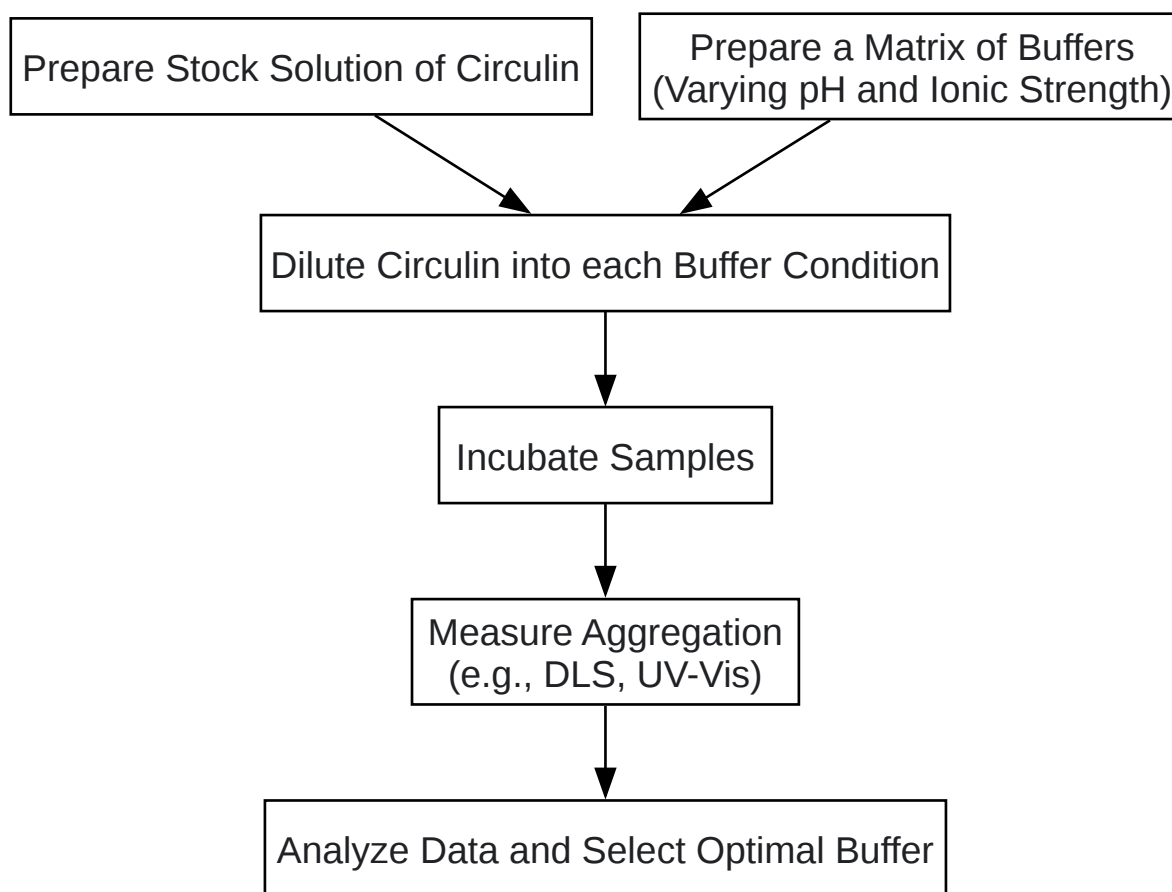 Prepare Stock Solution of Circulin
Prepare a Matrix of Buffers
(Varying pH and Ionic Strength)
Dilute Circulin into each Buffer Condition
Incubate Samples
Measure Aggregation
(e.g., DLS, UV-Vis)
Analyze Data and Select Optimal Buffer